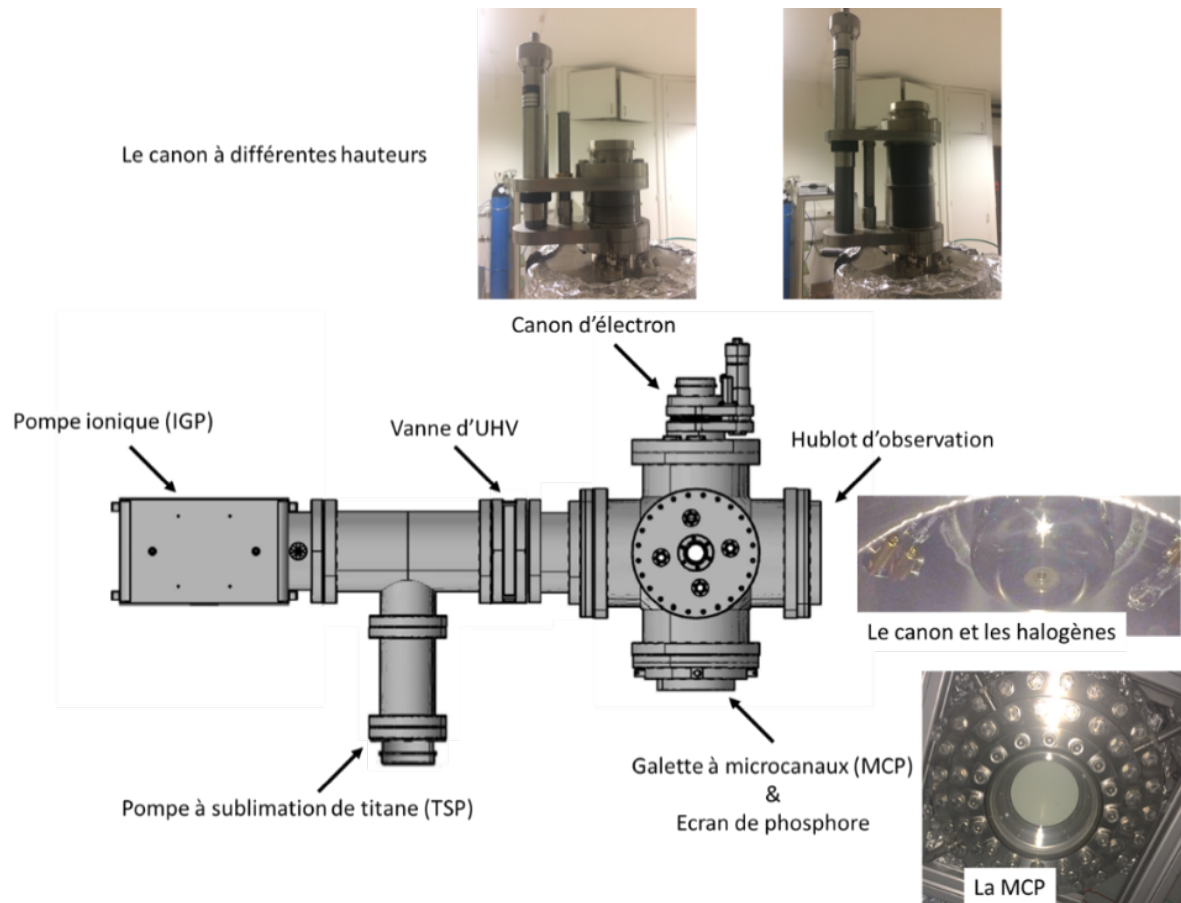 Le canon à différentes hauteurs
Canon d'électron
Pompe ionique (IGP)
Vanne d'UHV
Hublot d'observation
Le canon et les halogènes
Galette à microcanaux (MCP)
&
Ecran de phosphore
Pompe à sublimation de titane (TSP)
La MCP